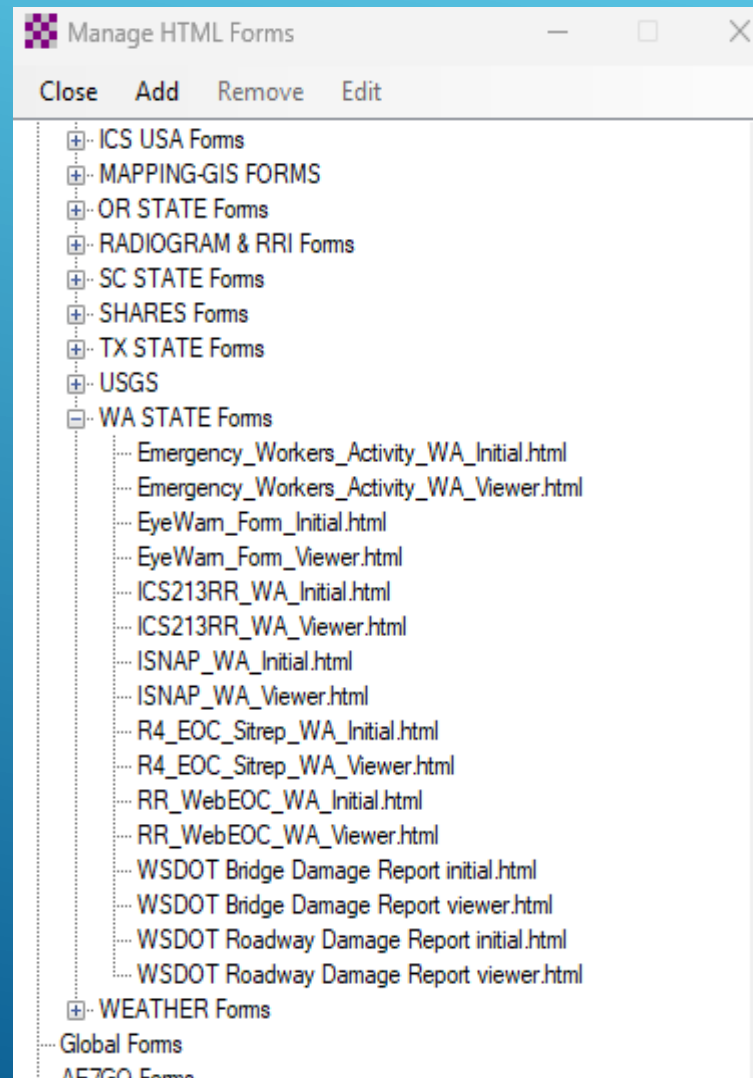 Manage HTML Forms
Close Add Remove Edit
ICS USA Forms
MAPPING-GIS FORMS
OR STATE Forms
RADIOGRAM & RRI Forms
SC STATE Forms
SHARES Forms
TX STATE Forms
USGS
WA STATE Forms
Emergency_Workers_Activity_WA_Initial.html
Emergency_Workers_Activity_WA_Viewer.html
EyeWarn_Form_Initial.html
EyeWarn_Form_Viewer.html
ICS213RR_WA_Initial.html
ICS213RR_WA_Viewer.html
ISNAP_WA_Initial.html
ISNAP_WA_Viewer.html
R4_EOC_Sitrep_WA_Initial.html
R4_EOC_Sitrep_WA_Viewer.html
RR_WebEOC_WA_Initial.html
RR_WebEOC_WA_Viewer.html
WSDOT Bridge Damage Report initial.html
WSDOT Bridge Damage Report viewer.html
WSDOT Roadway Damage Report initial.html
WSDOT Roadway Damage Report viewer.html
WEATHER Forms
Global Forms
Forms